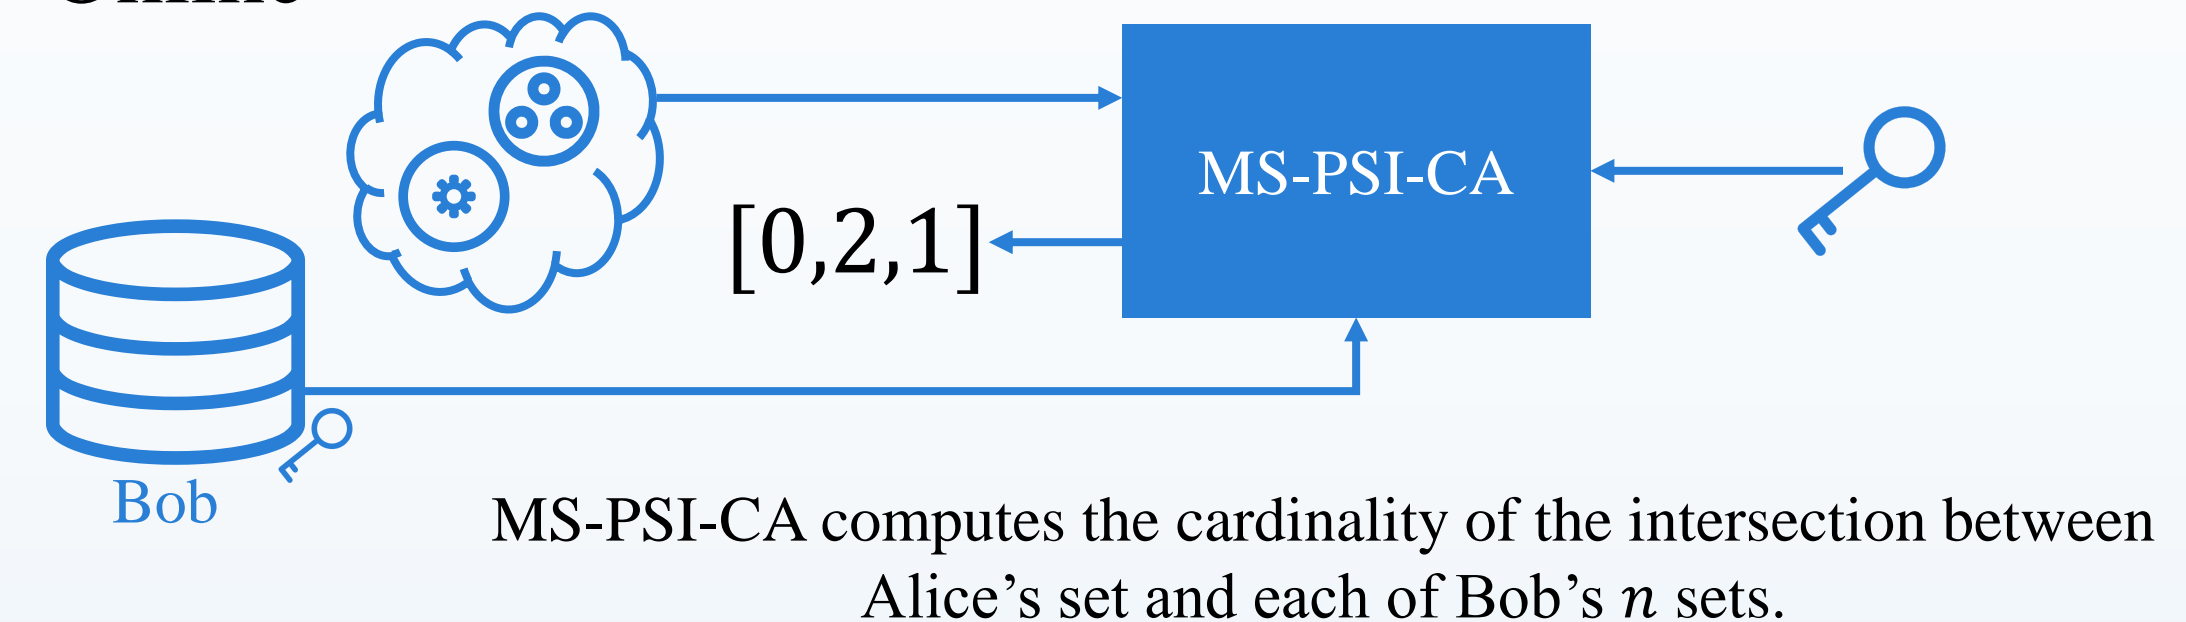 MS-PSI-CA
[0,2,1]
Bob
MS-PSI-CA computes the cardinality of the intersection between
Alice’s set and each of Bob’s n sets.